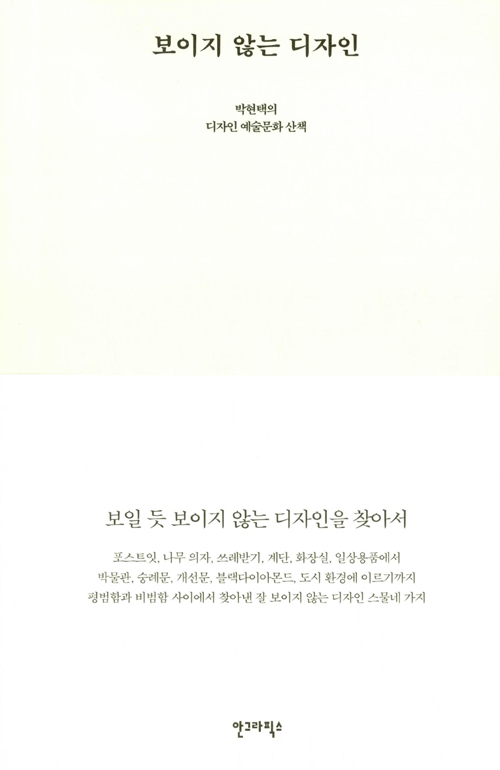 보이지 않는 디자인
박현택의
디자인 예술문화 산책
보일 듯 보이지 않는 디자인을 찾아서
포스트잇, 나무 의자, 쓰레받기, 계단, 화장실, 일상용품에서
박물관, 숭례문, 개선문, 블랙다이아몬드, 도시 환경에 이르기까지
평범함과 비범함 사이에서 찾아낸 잘 보이지 않는 디자인 스물네 가지
안그라픽스